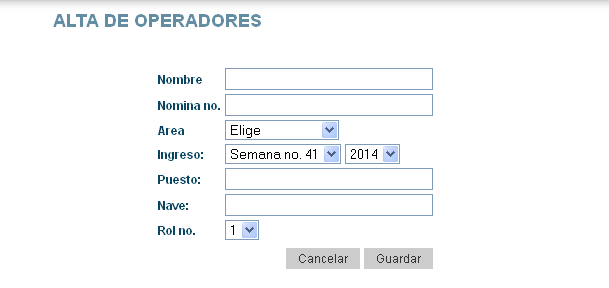 ALTA DE OPERADORES
Nombre
Nomina no.
Area Elige
Ingreso: Semana no. 41 2014
Puesto:
Nave:
Rol no. 1
Cancelar Guardar